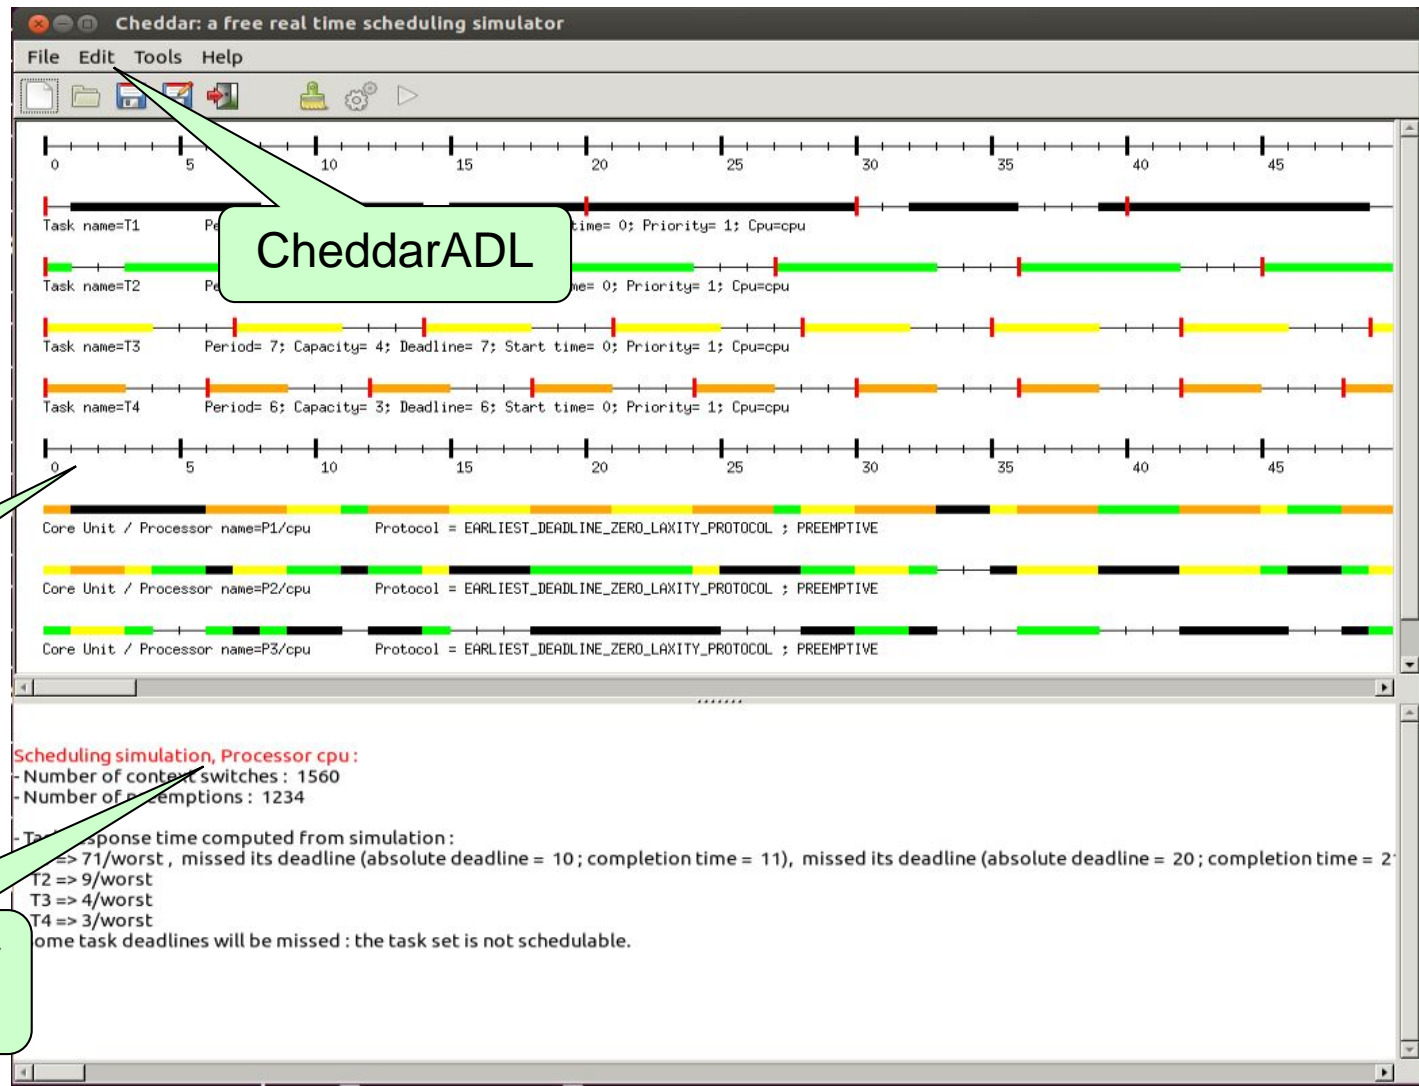 Cheddar: a free real time scheduling simulator
File Edit Tools Help
0 5 10 15 20 25 30 35 40 45
Task name=T1 time= 0; Priority= 1; Cpu=cpu
CheddarADL
Task name=T2 0; Priority= 1; Cpu=cpu
Task name=T3 Period= 7; Capacity= 4; Deadline= 7; Start time= 0; Priority= 1; Cpu=cpu
Task name=T4 Period= 6; Capacity= 3; Deadline= 6; Start time= 0; Priority= 1; Cpu=cpu
0 5 10 15 20 25 30 35 40 45
Core Unit / Processor name=P1/cpu Protocol = EARLIEST_DEADLINE_ZERO_LAXITY_PROTOCOL ; PREEMPTIVE
Core Unit / Processor name=P2/cpu Protocol = EARLIEST_DEADLINE_ZERO_LAXITY_PROTOCOL ; PREEMPTIVE
Core Unit / Processor name=P3/cpu Protocol = EARLIEST_DEADLINE_ZERO_LAXITY_PROTOCOL ; PREEMPTIVE
Scheduling simulation, Processor cpu :
- Number of context switches : 1560
- Number of preemptions : 1234
- Task response time computed from simulation :
=> 71/worst , missed its deadline (absolute deadline = 10 ; completion time = 11), missed its deadline (absolute deadline = 20 ; completion time =
T2 => 9/worst
T3 => 4/worst
T4 => 3/worst
ome task deadlines will be missed : the task set is not schedulable.